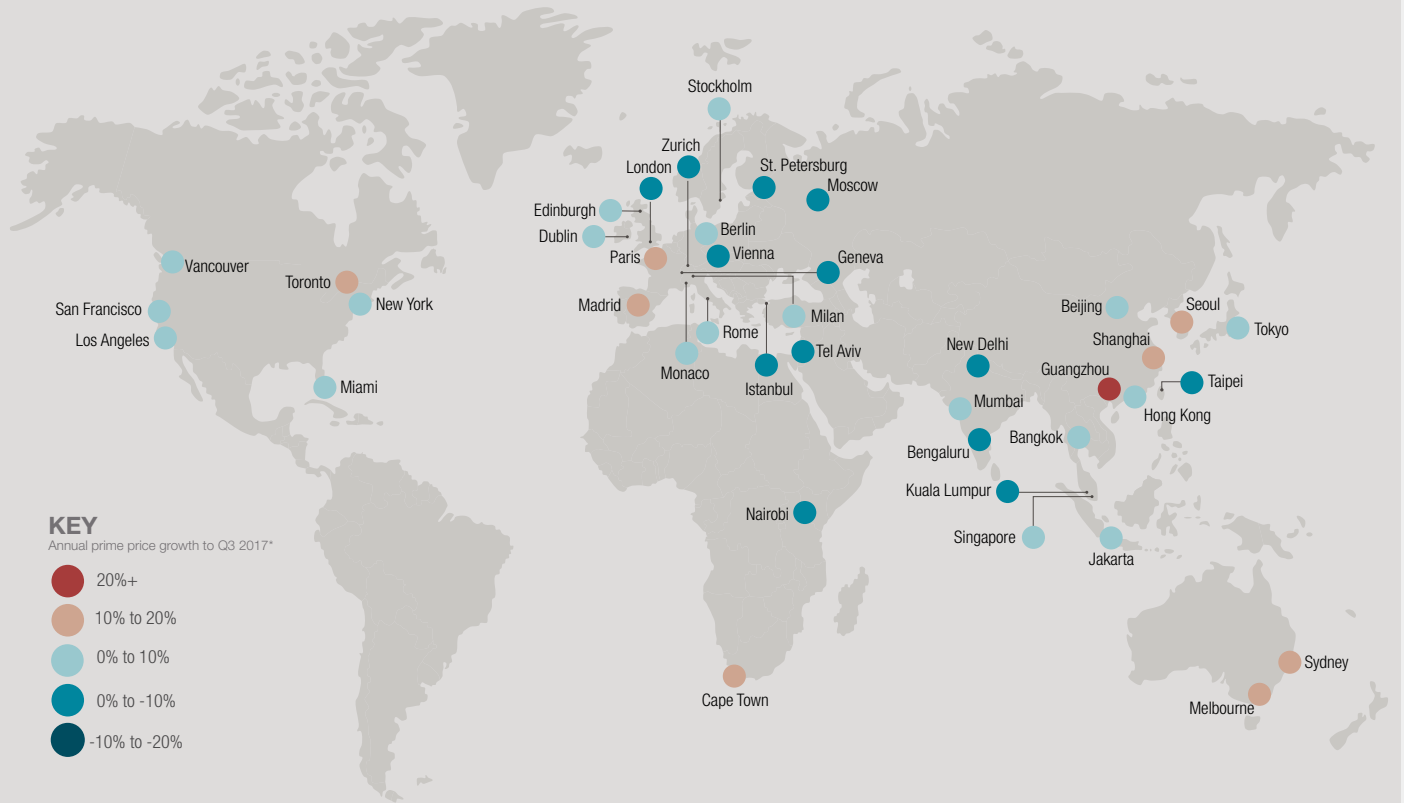 Stockholm
Zurich
London
St. Petersburg
Moscow
Edinburgh
Dublin
Berlin
Paris
Vienna
Geneva
Vancouver
Toronto
New York
Madrid
San Francisco
Los Angeles
Milan
Rome
Beijing
Seoul
Tokyo
Shanghai
New Delhi
Tel Aviv
Monaco
Istanbul
Guangzhou
Taipei
Miami
Mumbai
Hong Kong
Bangkok
Bengaluru
Kuala Lumpur
Nairobi
Singapore
Jakarta
KEY
Annual prime price growth to Q3 2017*
20%+
10% to 20%
0% to 10%
0% to -10%
-10% to -20%
Sydney
Cape Town
Melbourne